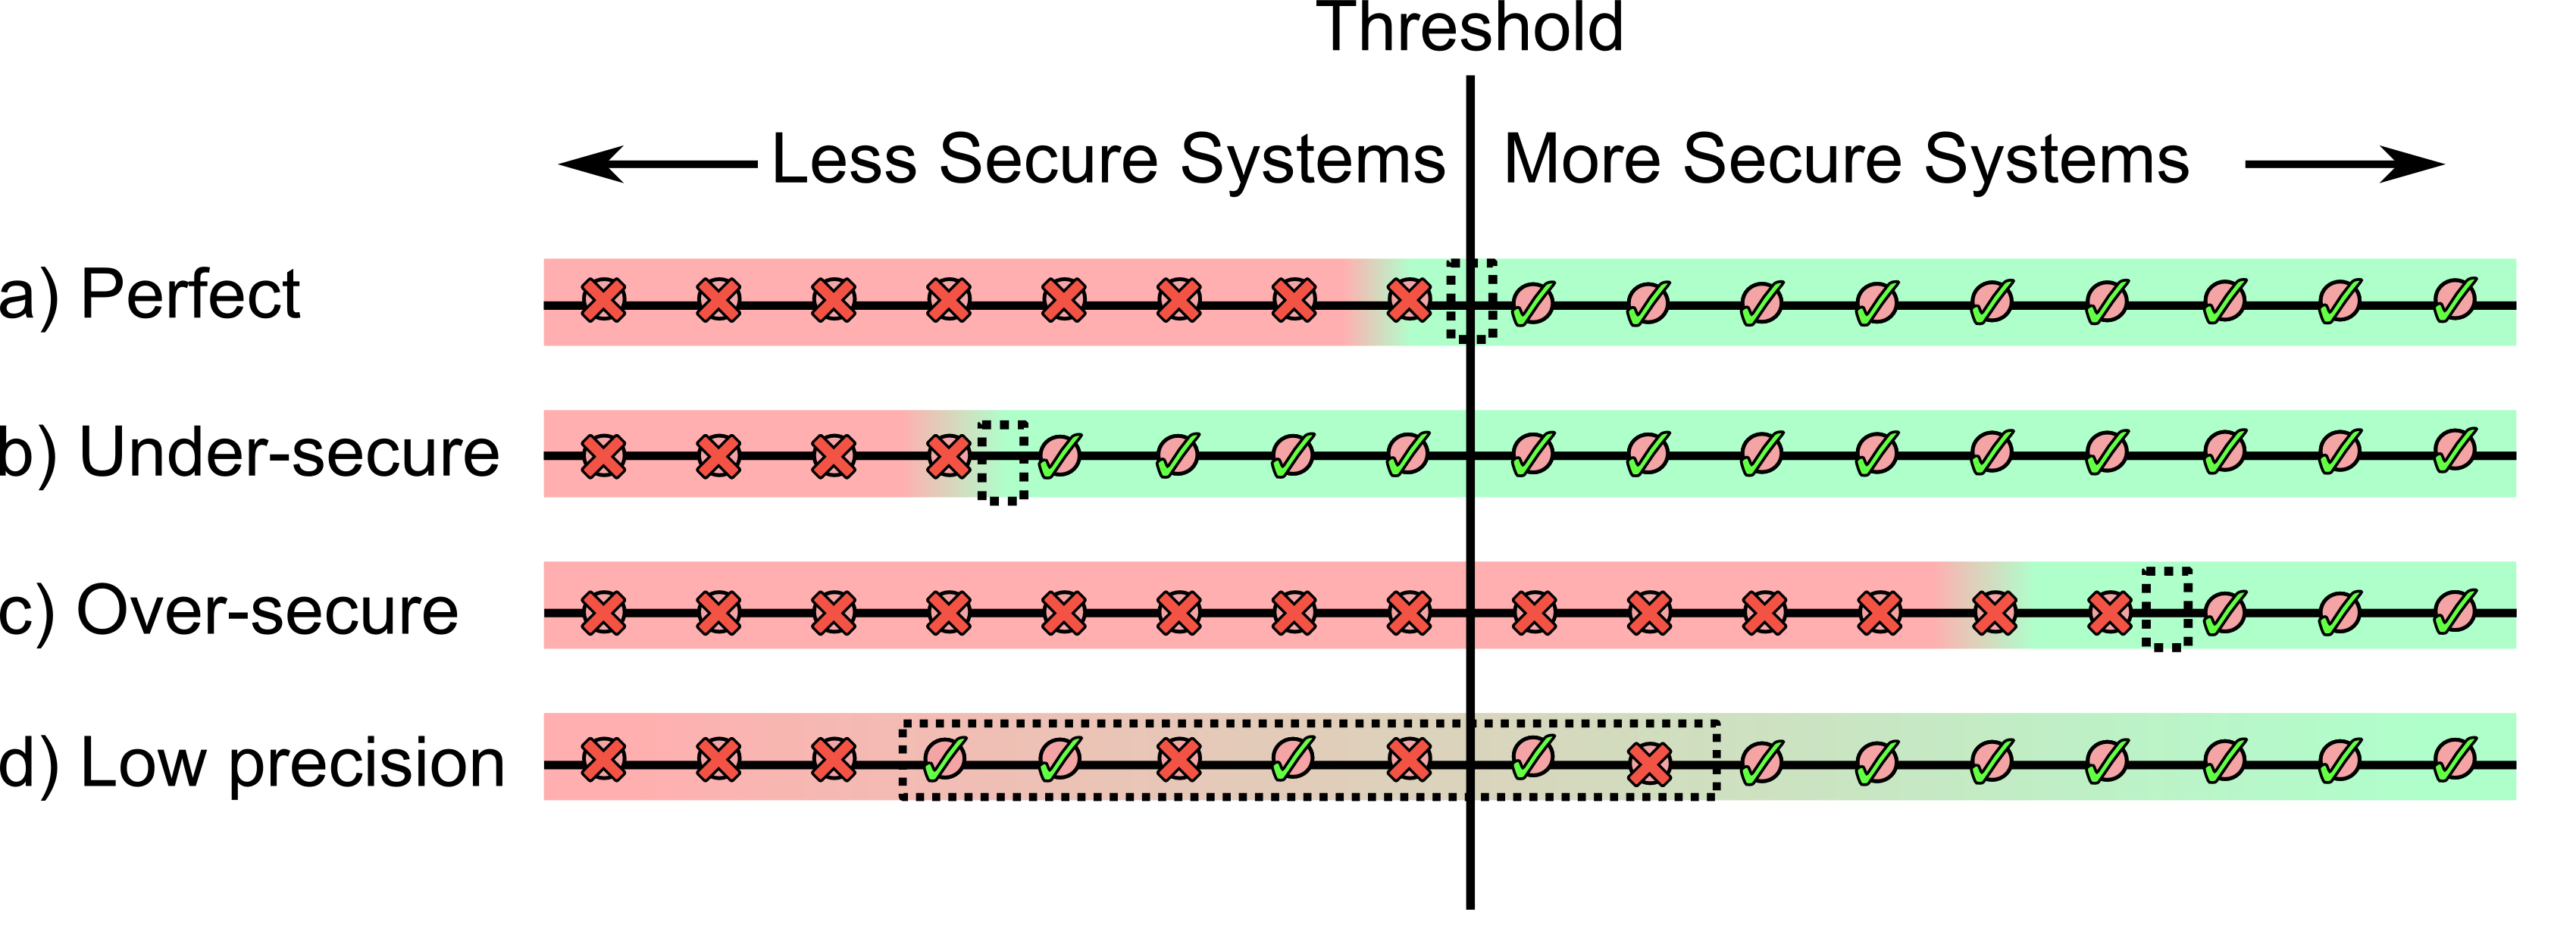 Threshold
Less Secure Systems More Secure Systems
a) Perfect
b) Under-secure
c) Over-secure
d) Low precision